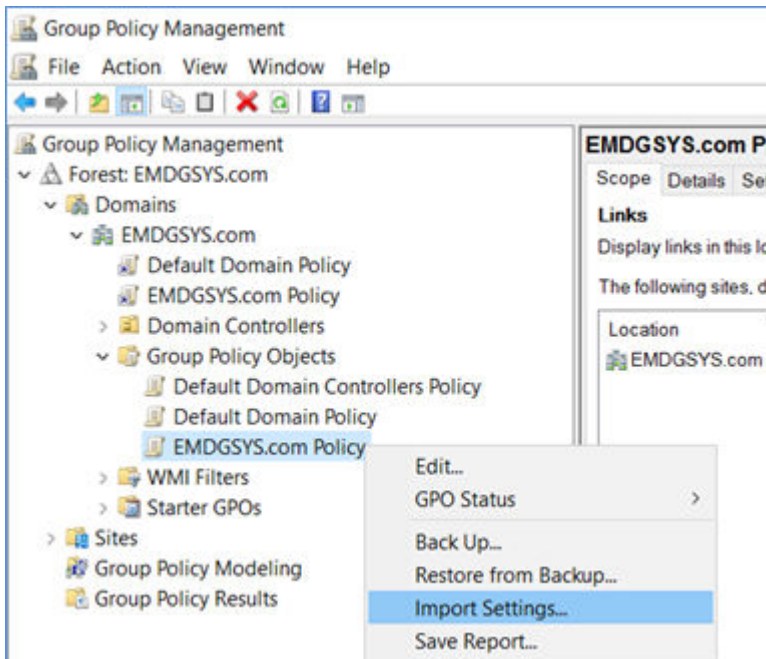 Group Policy Management
File Action View Window Help
Group Policy Management
Forest: EMDGSYS.com
Domains
EMDGSYS.com
Default Domain Policy
EMDGSYS.com Policy
Domain Controllers
Group Policy Objects
Default Domain Controllers Policy
Default Domain Policy
EMDGSYS.com Policy
WMI Filters
Starter GPOs
Sites
Group Policy Modeling
Group Policy Results
EMDGSYS.com P
Scope Details Se
Links
Display links in this lo
The following sites, d
Location
EMDGSYS.com
Edit...
GPO Status
Back Up...
Restore from Backup...
Import Settings...
Save Report...